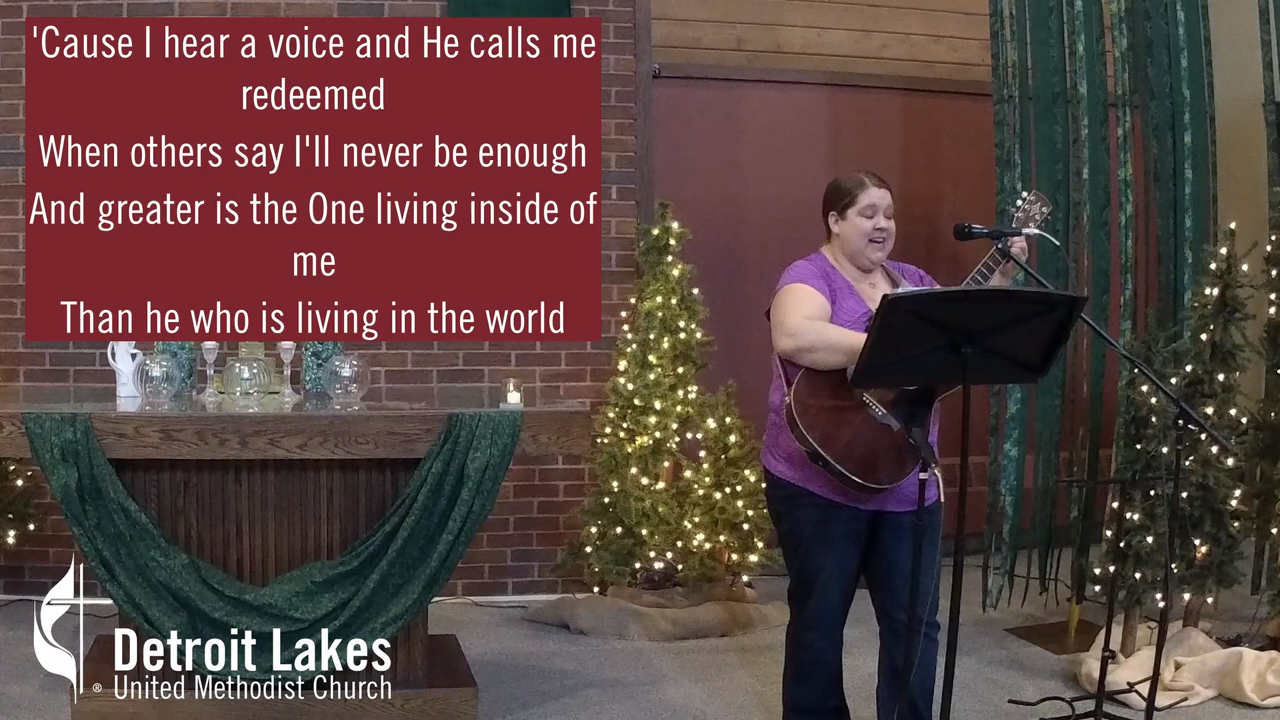 'Cause I hear a voice and He calls me
redeemed
When others say I'll never be enough
And greater is the One living inside of
me
Than he who is living in the world
Detroit Lakes
® United Methodist Church